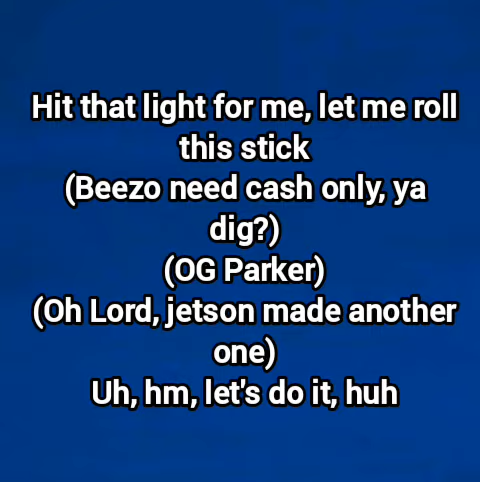 Hit that light for me, let me roll
this stick
(Beezo need cash only, ya
dig?)
(OG Parker)
(Oh Lord, jetson made another
one)
Uh, hm, let's do it, huh